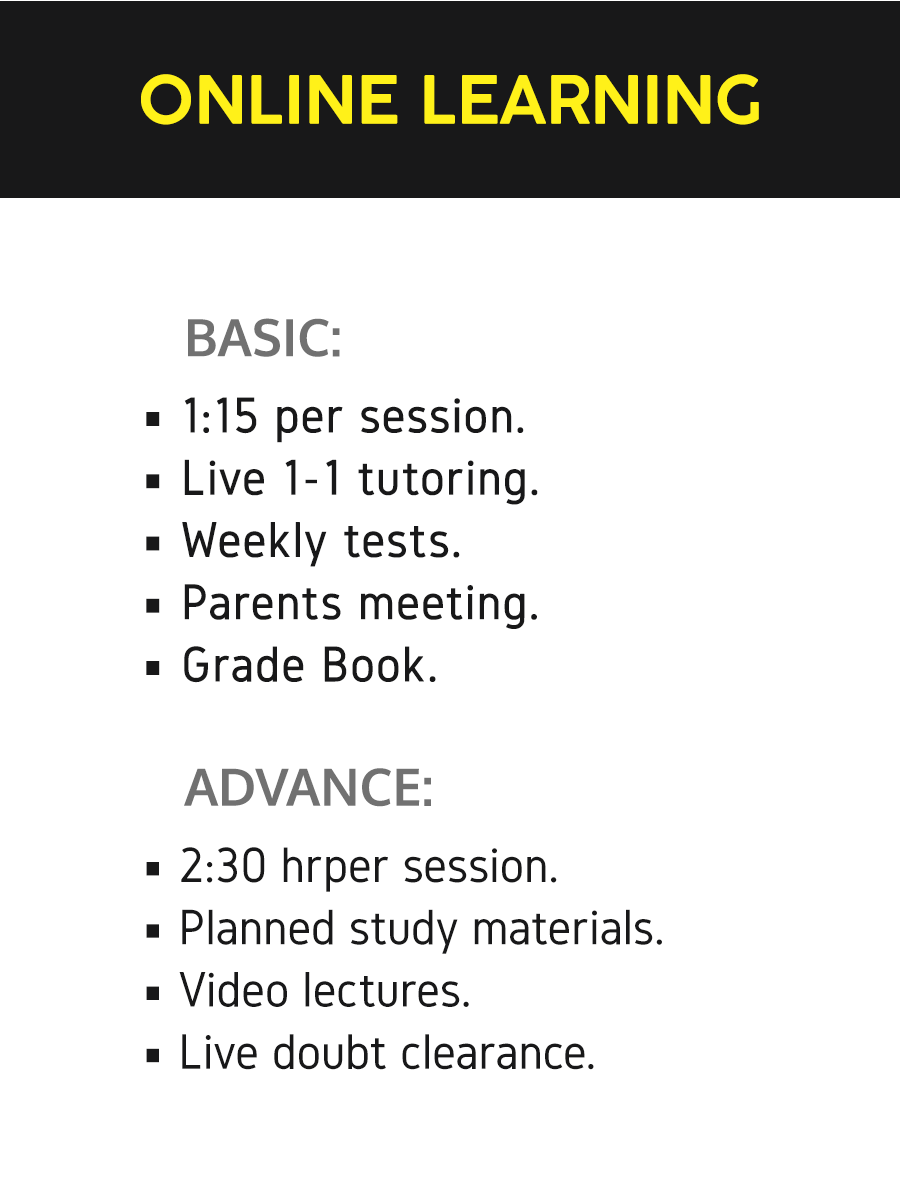 ONLINE LEARNING
BASIC:
▪ 1:15 per session.
▪ Live 1-1 tutoring.
▪ Weekly tests.
▪ Parents meeting.
▪ Grade Book.
ADVANCE:
▪ 2:30 hrper session.
▪ Planned study materials.
▪ Video lectures.
▪ Live doubt clearance.